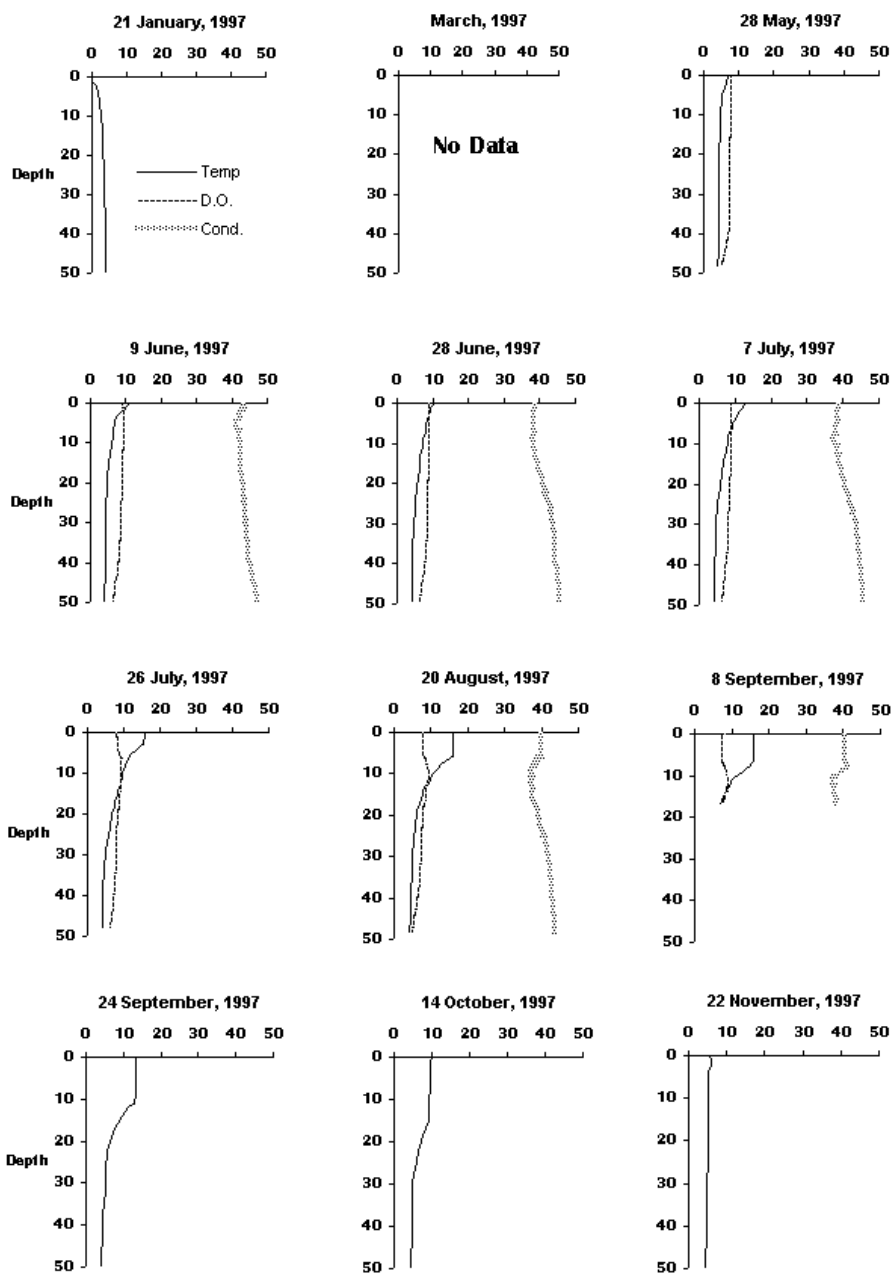 21 January, 1997
0 10 20 30 40 50
0
10
20
30
40
50
Depth
Temp
D.O.
Cond.
March, 1997
0 10 20 30 40 50
0
10
20
30
40
50
No Data
28 May, 1997
0 10 20 30 40 50
0
10
20
30
40
50
9 June, 1997
0 10 20 30 40 50
0
10
20
30
40
50
Depth
28 June, 1997
0 10 20 30 40 50
0
10
20
30
40
50
7 July, 1997
0 10 20 30 40 50
0
10
20
30
40
50
26 July, 1997
0 10 20 30 40 50
0
10
20
30
40
50
Depth
20 August, 1997
0 10 20 30 40 50
0
10
20
30
40
50
8 September, 1997
0 10 20 30 40 50
0
10
20
30
40
50
24 September, 1997
0 10 20 30 40 50
0
10
20
30
40
50
Depth
14 October, 1997
0 10 20 30 40 50
0
10
20
30
40
50
22 November, 1997
0 10 20 30 40 50
0
10
20
30
40
50